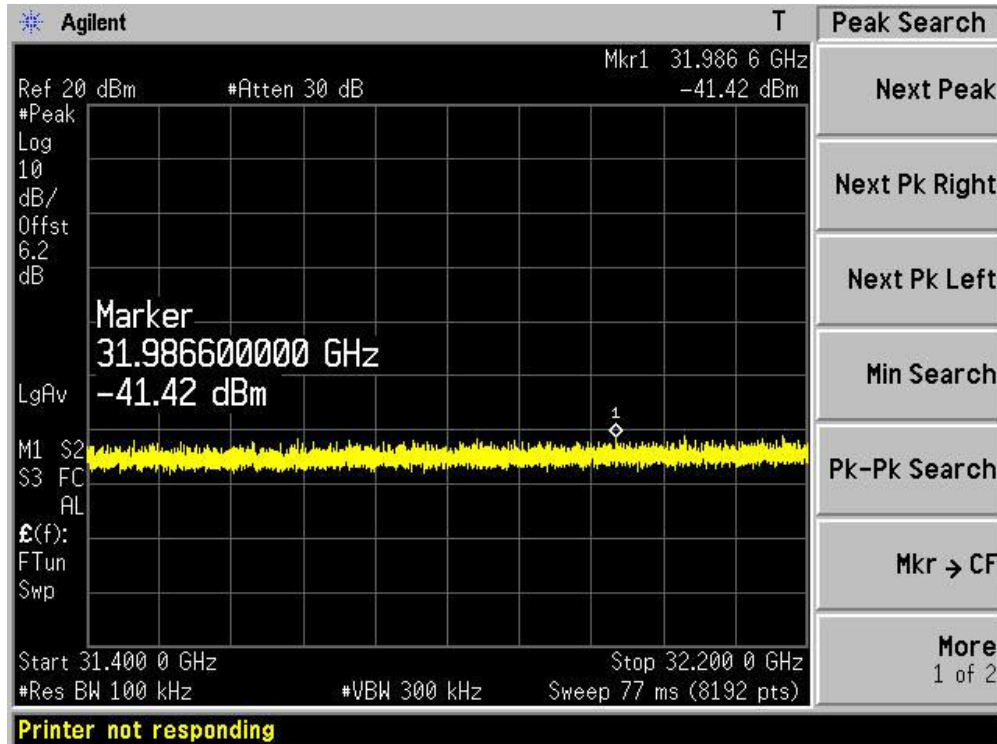 Agilent T Peak Search
Mkr1 31.986 6 GHz
Ref 20 dBm #Atten 30 dB -41.42 dBm
#Peak
Log
10
dB/
Offst
6.2
dB
Marker
31.986600000 GHz
-41.42 dBm
LgAv
1
M1 S2
S3 FC
AL
£(f):
FTun
Swp
Start 31.400 0 GHz Stop 32.200 0 GHz
#Res BW 100 kHz #VBW 300 kHz Sweep 77 ms (8192 pts)
Printer not responding
Next Peak
Next Pk Right
Next Pk Left
Min Search
Pk-Pk Search
Mkr → CF
More
1 of 2